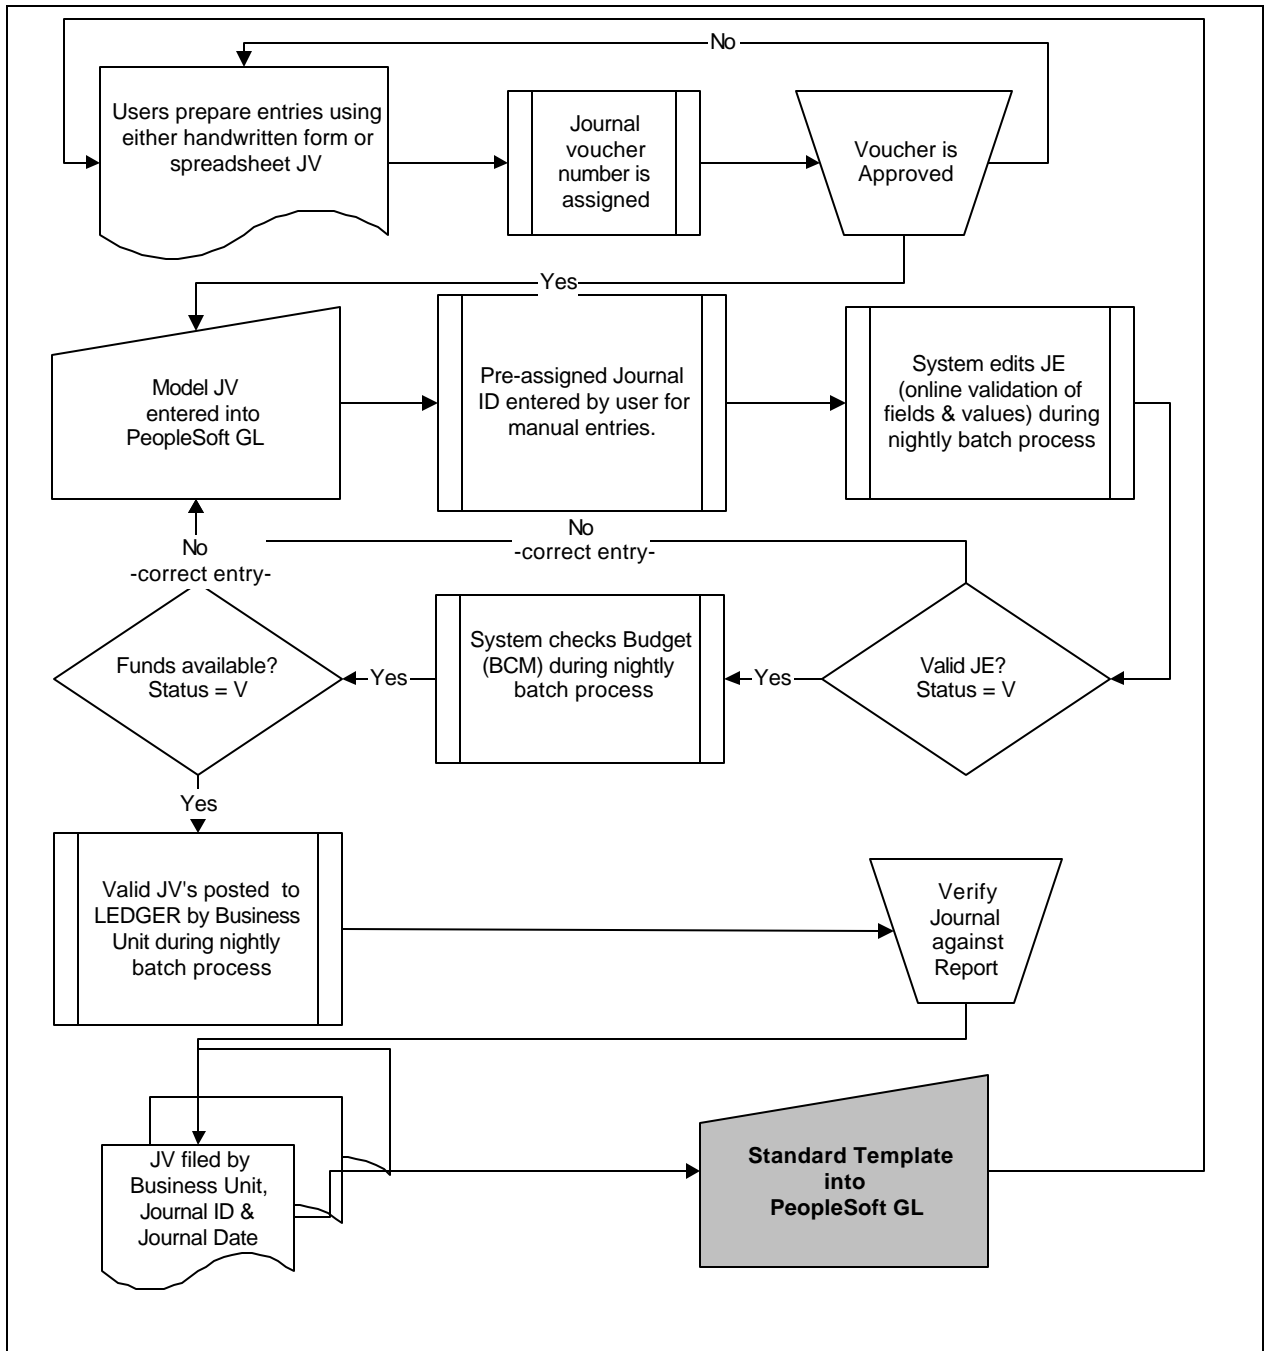 No
Users prepare entries using
either handwritten form or
spreadsheet JV
Journal
voucher
number is
assigned
Voucher is
Approved
Yes
Model JV
entered into
PeopleSoft GL
Pre-assigned Journal
ID entered by user for
manual entries.
System edits JE
(online validation of
fields & values) during
nightly batch process
No
-correct entry-
No
-correct entry-
Funds available?
Status = V
Yes
System checks Budget
(BCM) during nightly
batch process
Yes
Valid JE?
Status = V
Yes
Valid JV's posted to
LEDGER by Business
Unit during nightly
batch process
Verify
Journal
against
Report
JV filed by
Business Unit,
Journal ID &
Journal Date
Standard Template
into
PeopleSoft GL